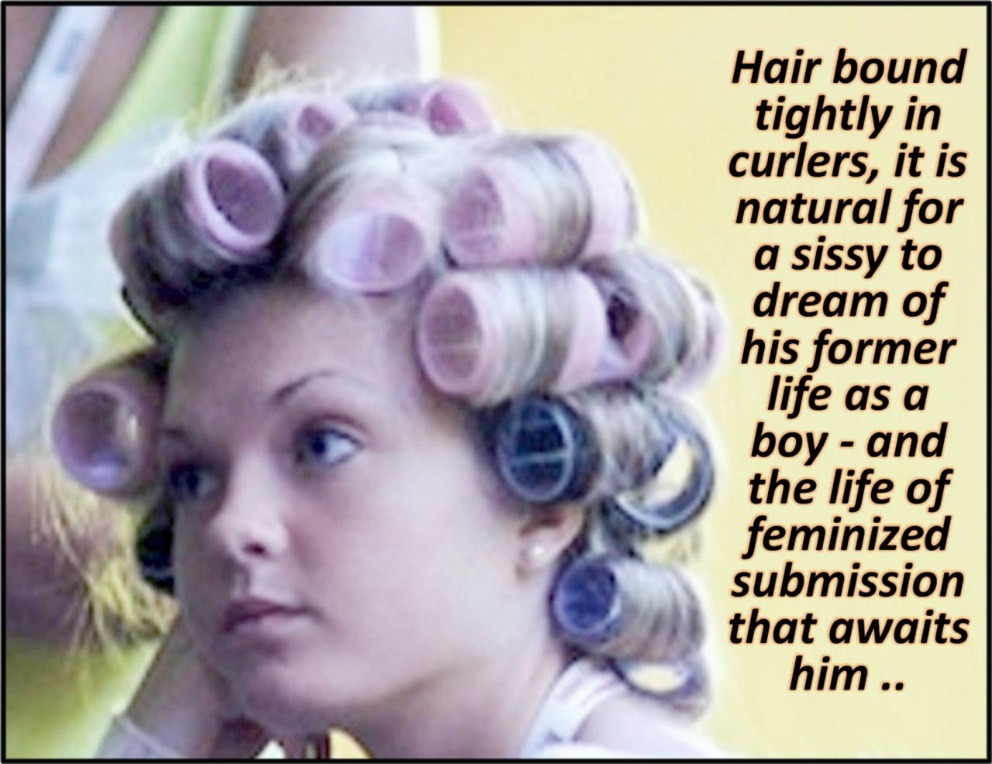 Hair bound
tightly in
curlers, it is
natural for
a sissy to
dream of
his former
life as a
boy - and
the life of
feminized
submission
that awaits
him ..